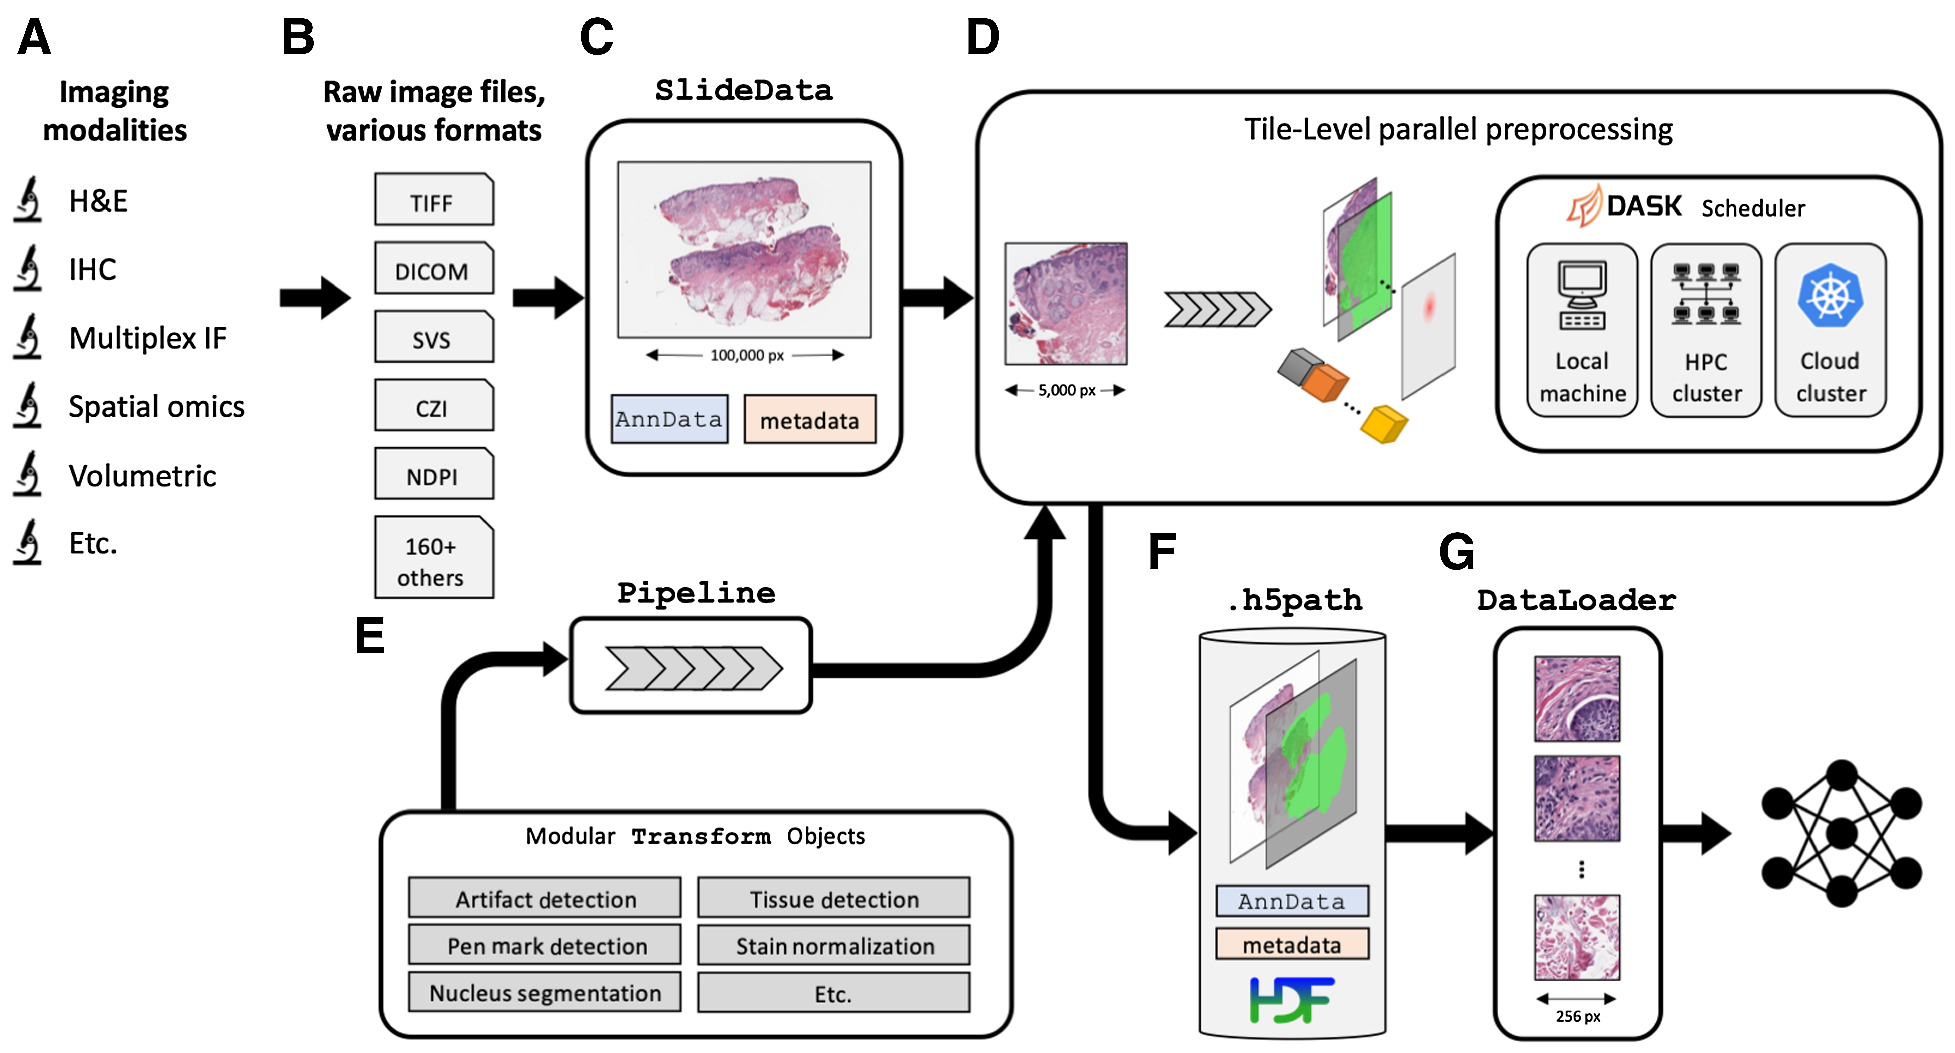 A
Imaging
modalities
H&E
IHC
Multiplex IF
Spatial omics
Volumetric
Etc.
B
Raw image files,
various formats
TIFF
DICOM
SVS
CZI
NDPI
160+
others
C
SlideData
100,000 px
AnnData
metadata
D
Tile-Level parallel preprocessing
5,000 px
DASK Scheduler
Local
machine
HPC
cluster
Cloud
cluster
E
Pipeline
Modular Transform Objects
Artifact detection
Tissue detection
Pen mark detection
Stain normalization
Nucleus segmentation
Etc.
F
.h5path
AnnData
metadata
HDF
G
DataLoader
256 px